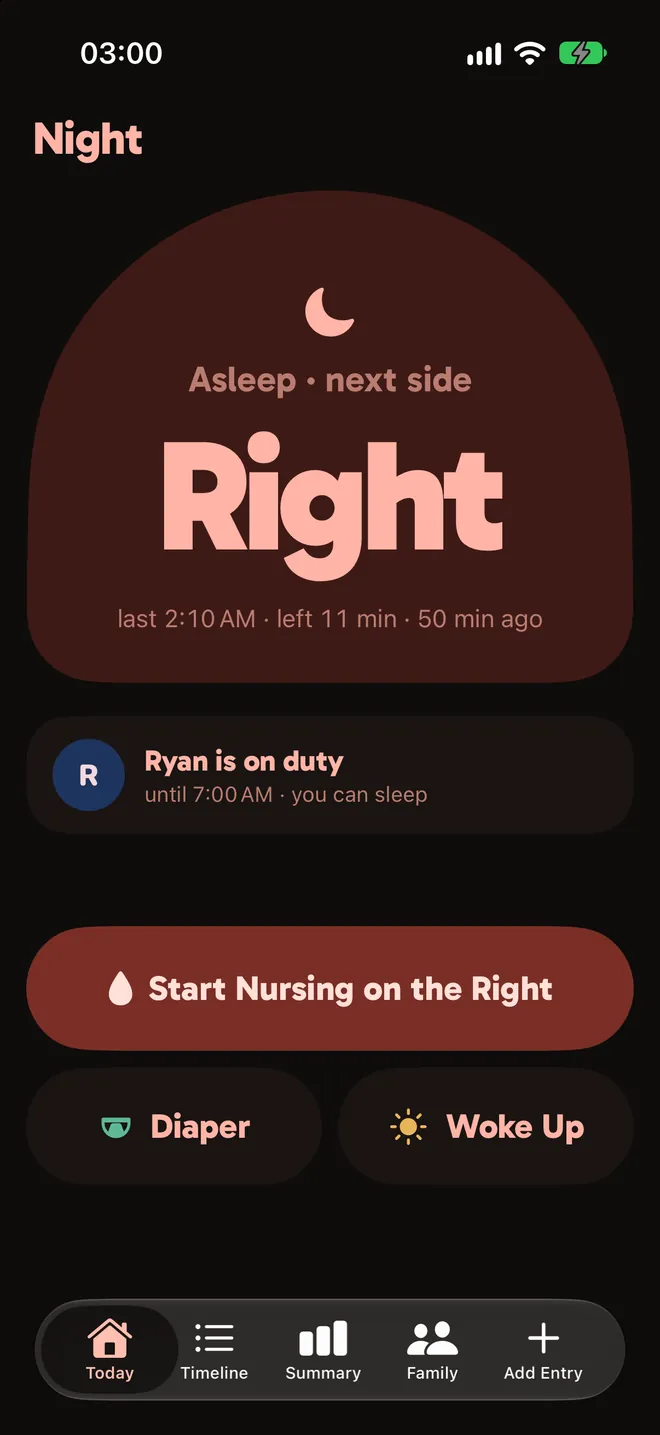 03:00
Night
Asleep · next side
Right
last 2:10 AM · left 11 min · 50 min ago
R
Ryan is on duty
until 7:00 AM · you can sleep
Start Nursing on the Right
Diaper
Woke Up
Today
Timeline
Summary
Family
Add Entry